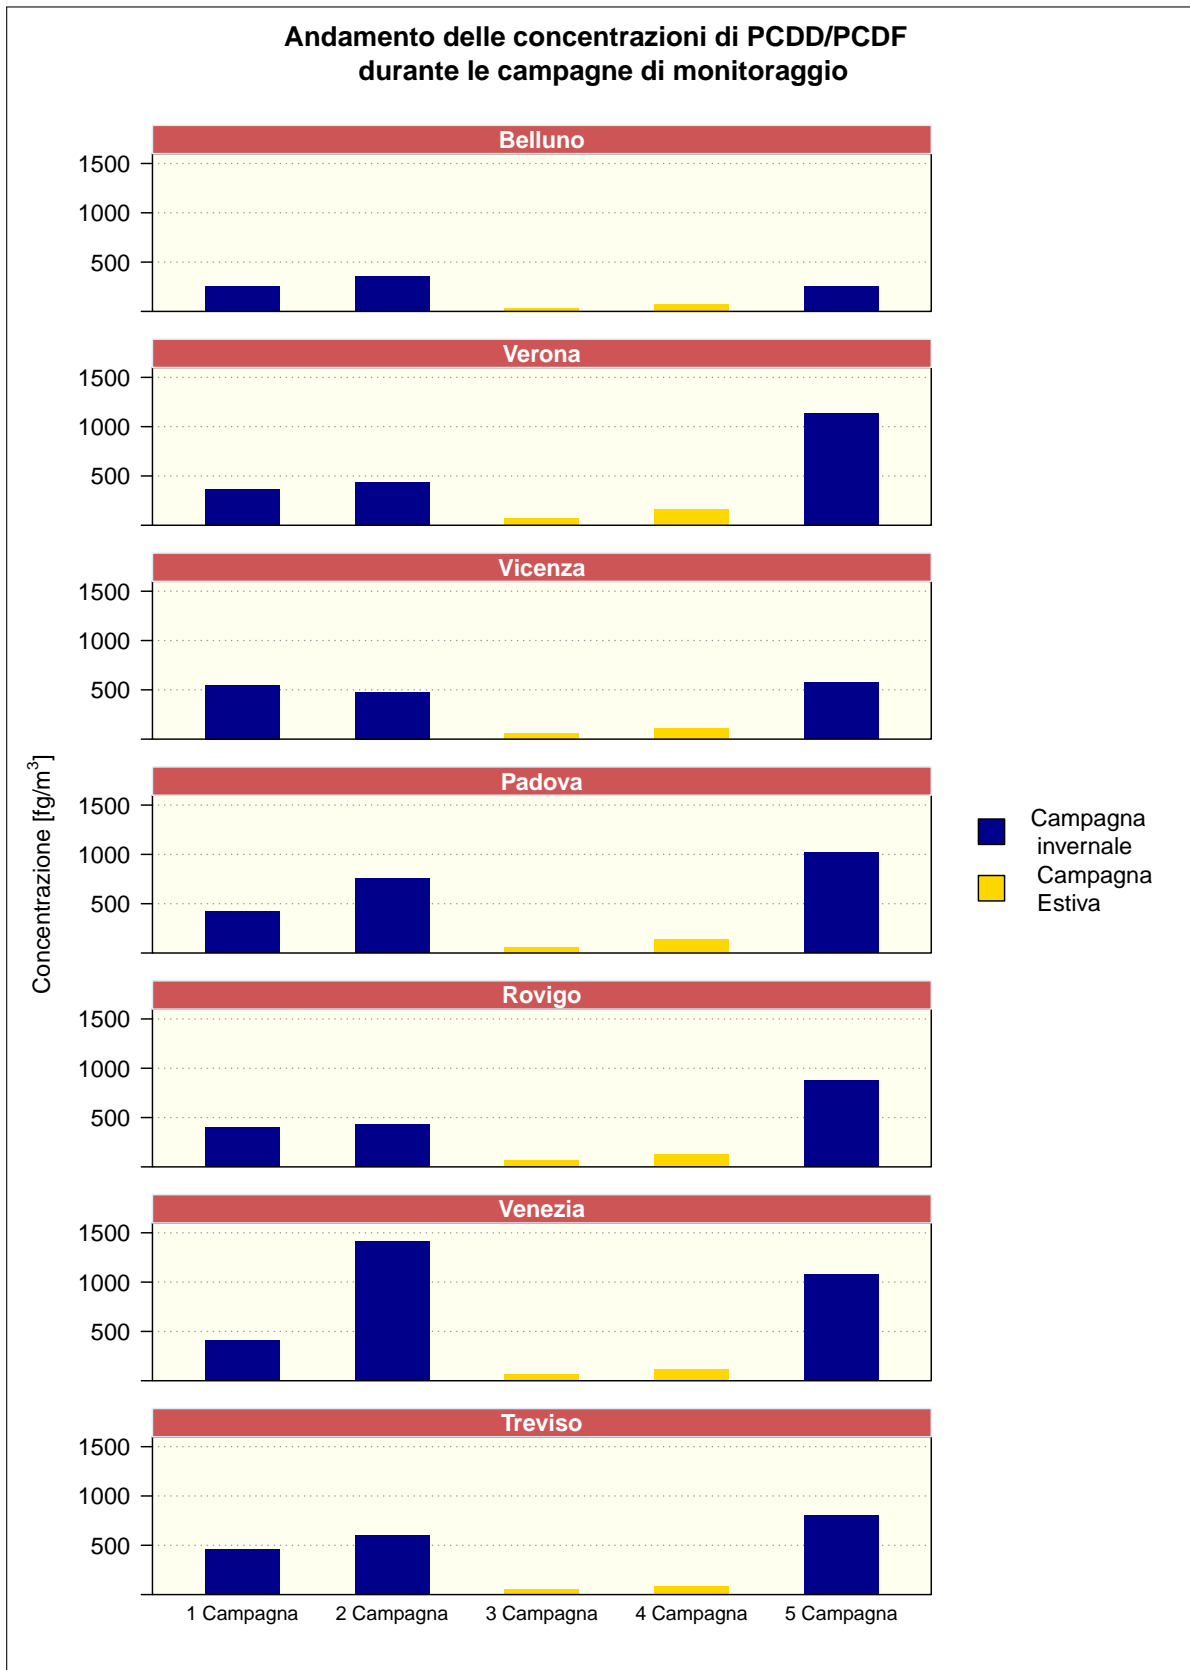 Andamento delle concentrazioni di PCDD/PCDF
durante le campagne di monitoraggio
Belluno
1500
1000
500
Verona
1500
1000
500
Vicenza
1500
1000
500
Padova
1500
1000
500
Rovigo
1500
1000
500
Venezia
1500
1000
500
Treviso
1500
1000
500
1 Campagna
2 Campagna
3 Campagna
4 Campagna
5 Campagna
Concentrazione [fg/m³]
Campagna
invernale
Campagna
Estiva